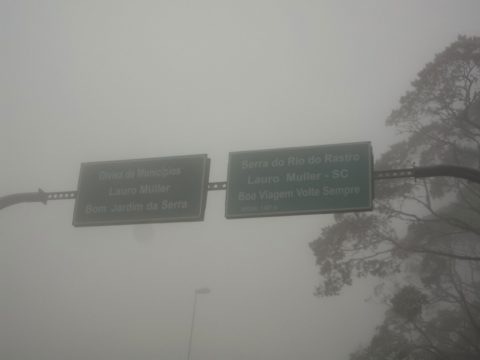 Divisa de Municípios
Lauro Müller
Bom Jardim da Serra
Serra do Rio do Rastro
Lauro Muller - SC
Boa Viagem Volte Sempre